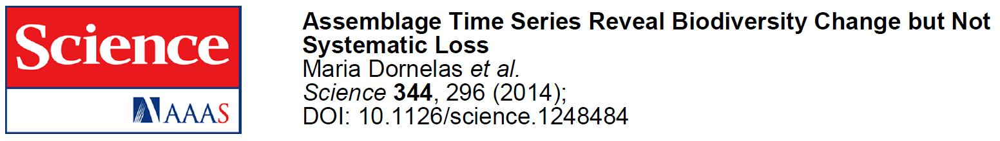 Science
AAAS
Assemblage Time Series Reveal Biodiversity Change but Not
Systematic Loss
Maria Dornelas et al.
Science 344, 296 (2014);
DOI: 10.1126/science.1248484